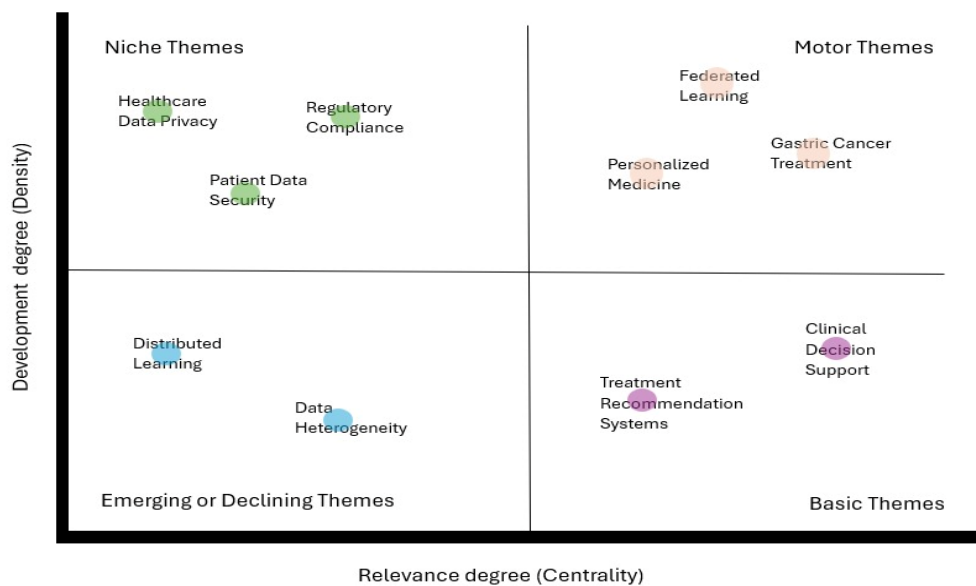 Niche Themes
Motor Themes
Federated
Learning
Healthcare
Data Privacy
Regulatory
Compliance
Gastric Cancer
Treatment
Personalized
Medicine
Patient Data
Security
Development degree (Density)
Distributed
Learning
Clinical
Decision
Support
Treatment
Recommendation
Systems
Data
Heterogeneity
Emerging or Declining Themes
Basic Themes
Relevance degree (Centrality)